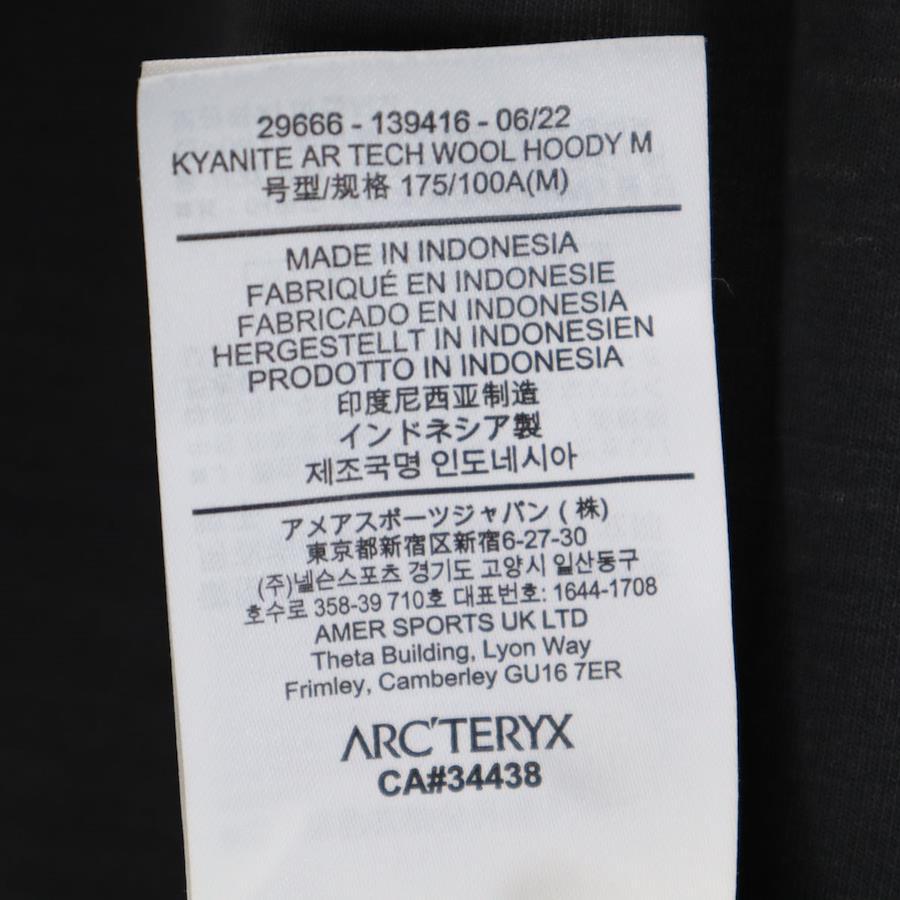 29666 - 139416 - 06/22
KYANITE AR TECH WOOL HOODY M
号型/规格 175/100A(M)
MADE IN INDONESIA
FABRIQUÉ EN INDONESIE
FABRICADO EN INDONESIA
HERGESTELLT IN INDONESIEN
PRODOTTO IN INDONESIA
印度尼西亚制造
インドネシア製
제조국명 인도네시아
アメアスポーツジャパン (株)
東京都新宿区新宿6-27-30
(주)넬슨스포츠 경기도 고양시 일산동구
호수로 358-39 710호 대표번호: 1644-1708
AMER SPORTS UK LTD
Theta Building, Lyon Way
Frimley, Camberley GU16 7ER
ARC'TERYX
CA#34438